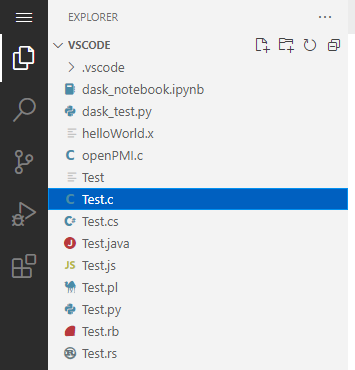 EXPLORER
VSCODE
.vscode
dask_notebook.ipynb
dask_test.py
helloWorld.x
C openPMI.c
Test
C Test.c
C# Test.cs
J Test.java
JS Test.js
Test.pl
Test.py
Test.rb
Test.rs